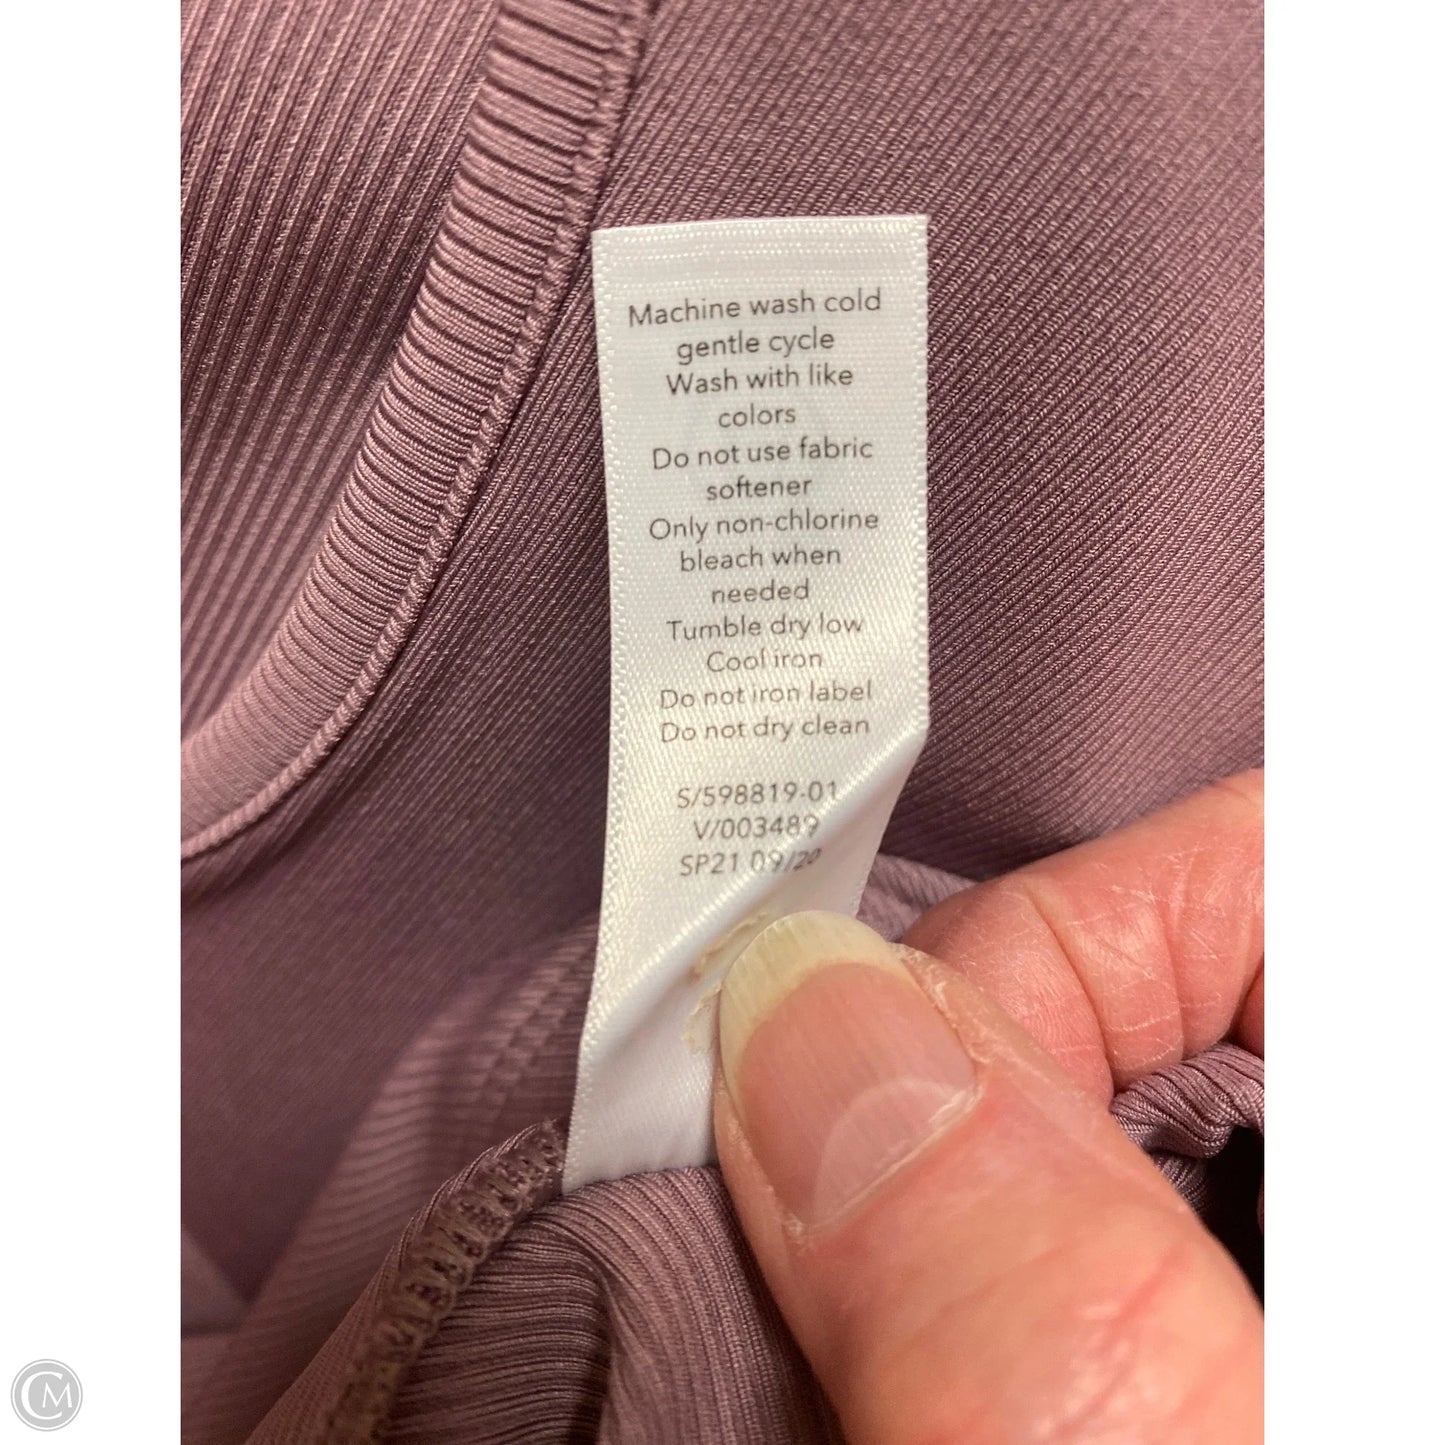 Machine wash cold
gentle cycle
Wash with like
colors
Do not use fabric
softener
Only non-chlorine
bleach when
needed
Tumble dry low
Cool iron
Do not iron label
Do not dry clean
S/598819-01
V/003489
SP21 09/20
CM